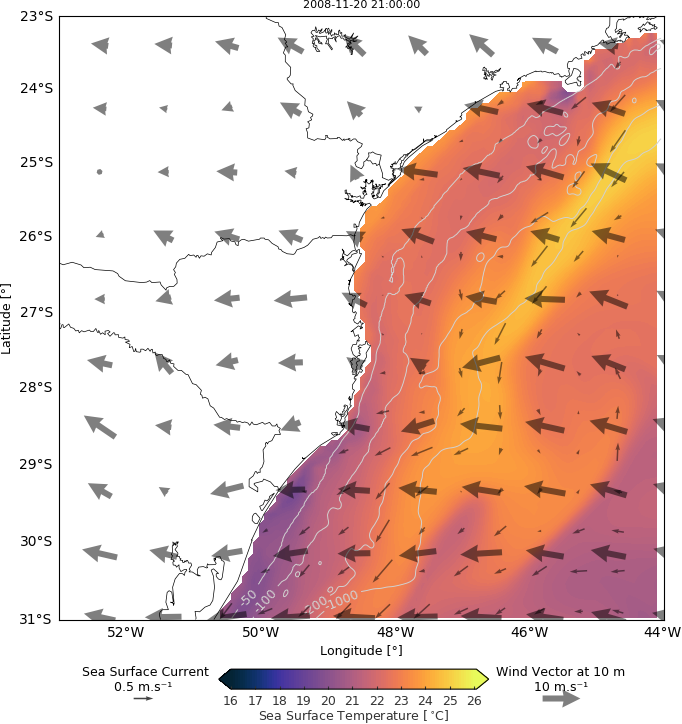 2008-11-20 21:00:00
23°S
24°S
25°S
26°S
27°S
28°S
29°S
30°S
31°S
Latitude [°]
-50
-100
-200
-1000
52°W
50°W
48°W
46°W
44°W
Longitude [°]
Sea Surface Current
0.5 m.s⁻¹
Wind Vector at 10 m
10 m.s⁻¹
16 17 18 19 20 21 22 23 24 25 26
Sea Surface Temperature [°C]